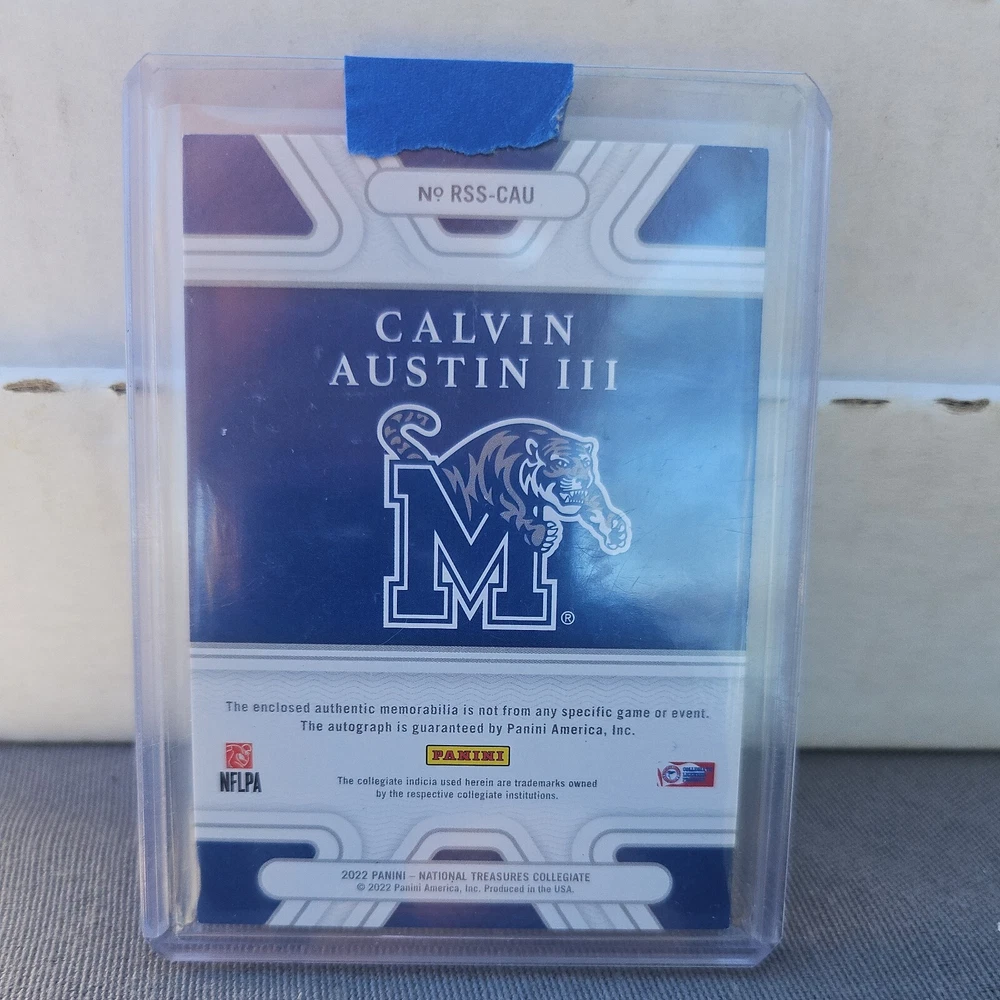 Nº RSS-CAU
CALVIN
AUSTIN III
M
®
The enclosed authentic memorabilia is not from any specific game or event.
The autograph is guaranteed by Panini America, Inc.
PANINI
NFLPA
The collegiate indicia used herein are trademarks owned
by the respective collegiate institutions.
2022 PANINI – NATIONAL TREASURES COLLEGIATE
© 2022 Panini America, Inc. Produced in the USA.